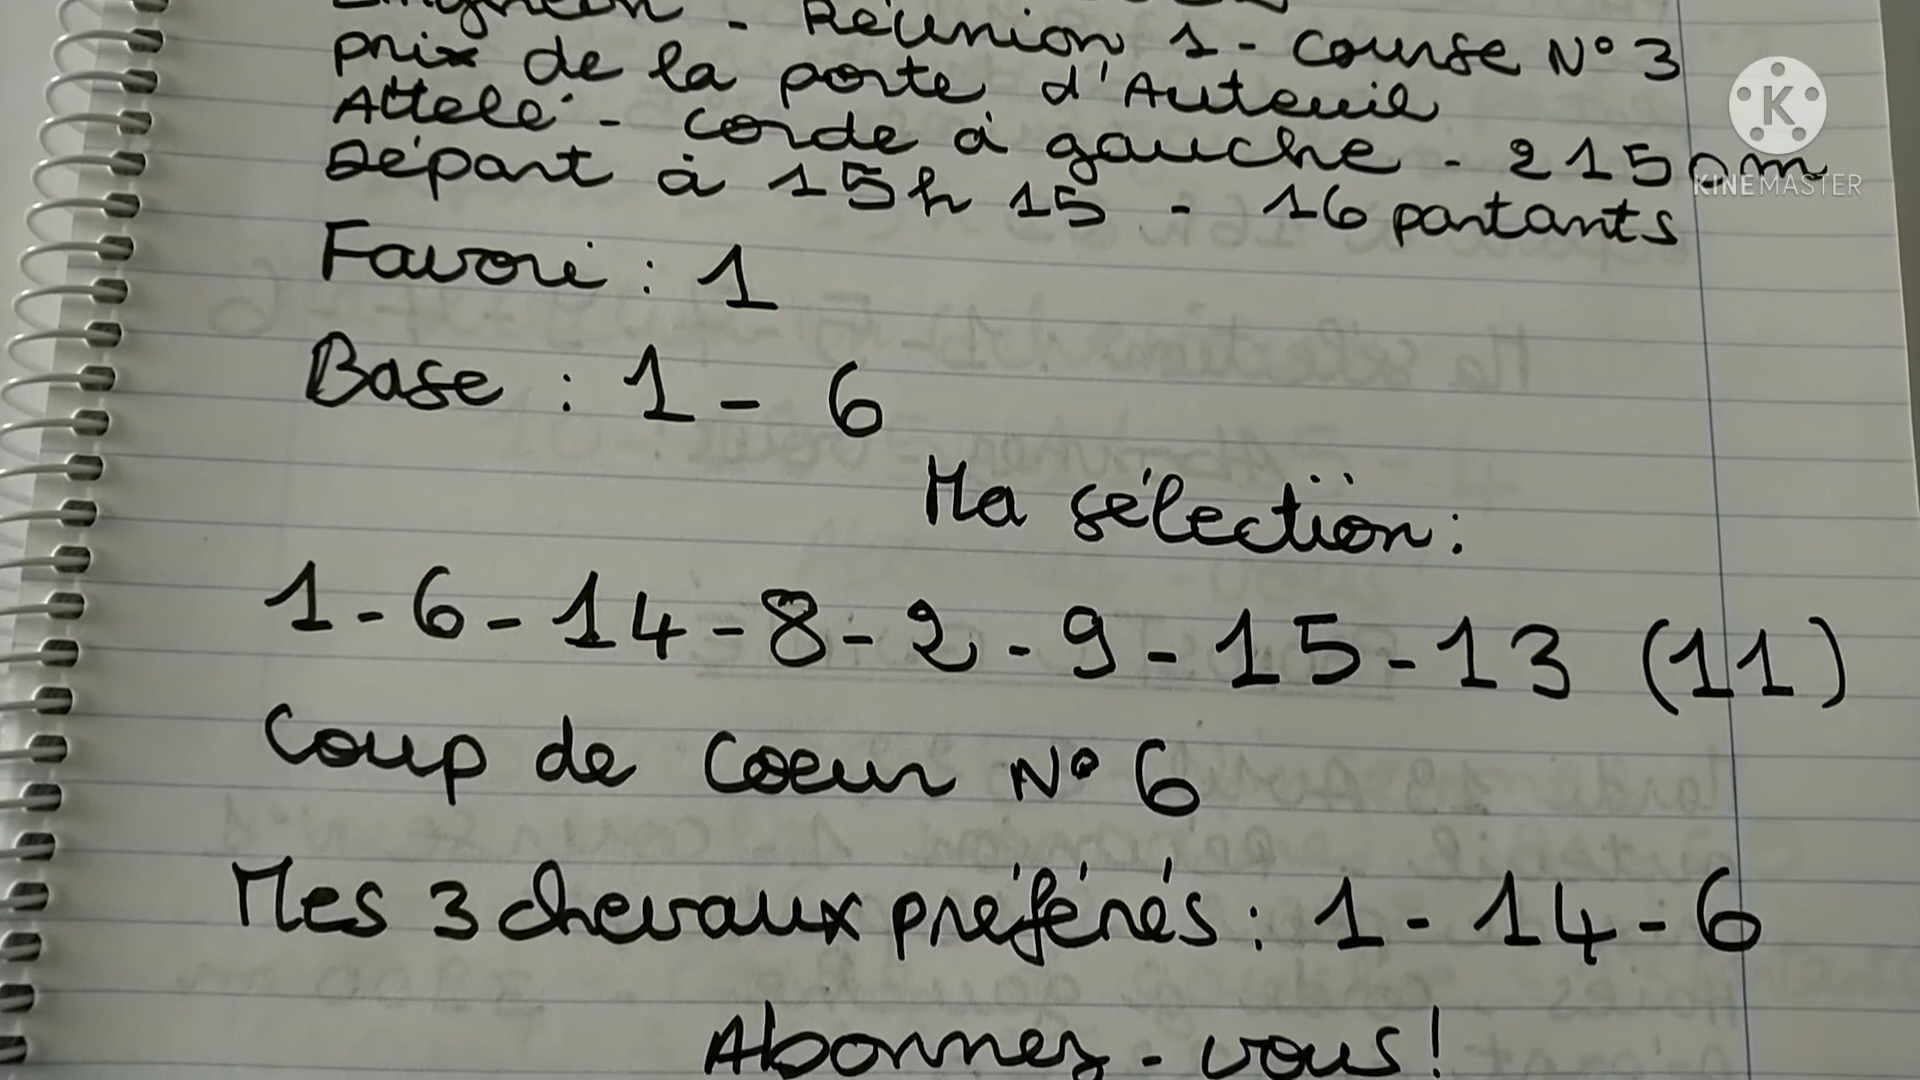 Enghien - Réunion 1 - course N° 3
prix de la porte d'Auteuil
Attelé - corde à gauche - 2150m
Départ à 15h15 - 16 partants
Favori : 1
Base : 1 - 6
Ma sélection :
1 - 6 - 14 - 8 - 2 - 9 - 15 - 13 (11)
Coup de coeur N° 6
Mes 3 chevaux préférés : 1 - 14 - 6
Abonnez-vous !
K
KINEMASTER